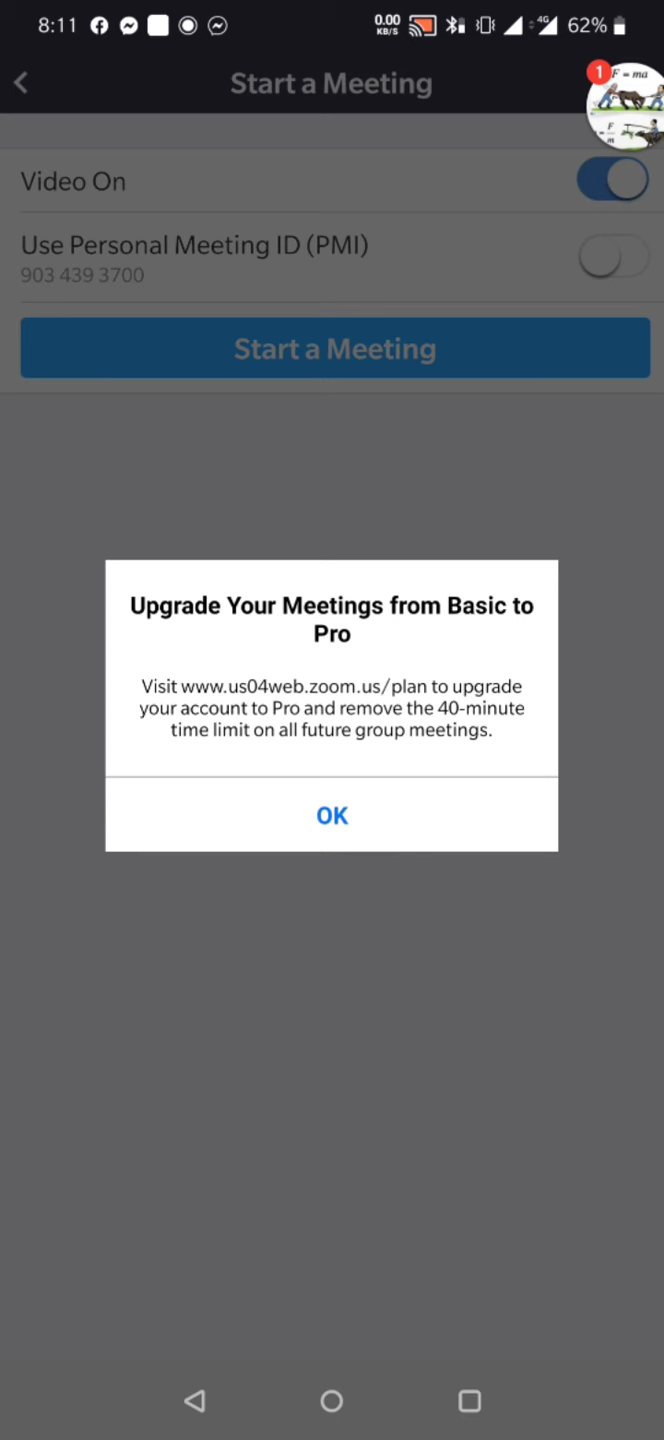 8:11
0.00
KB/S
4G
62%
Start a Meeting
1
F = ma
F
m
Video On
Use Personal Meeting ID (PMI)
903 439 3700
Start a Meeting
Upgrade Your Meetings from Basic to
Pro
Visit www.us04web.zoom.us/plan to upgrade
your account to Pro and remove the 40-minute
time limit on all future group meetings.
OK